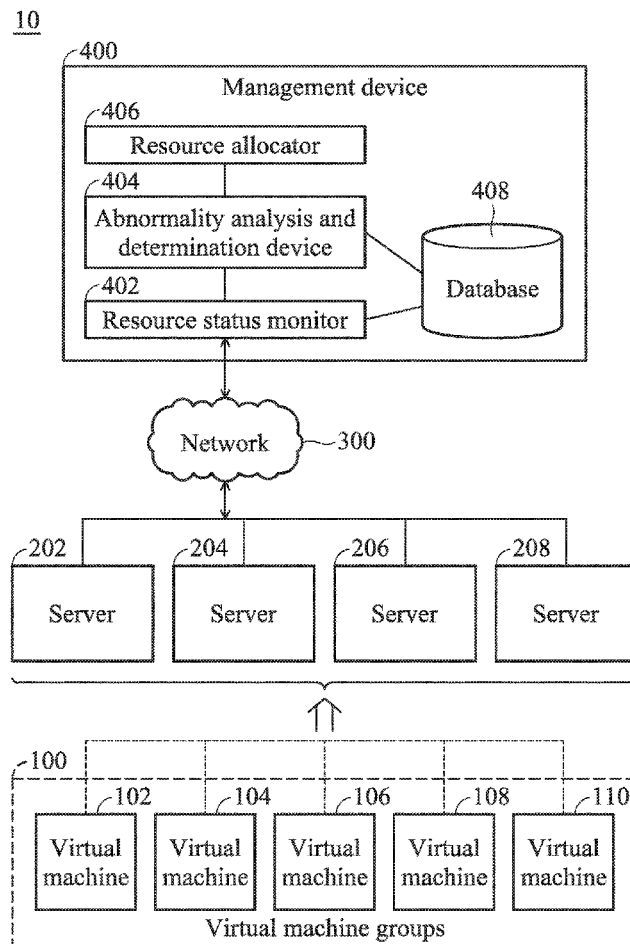 10
400
Management device
406
Resource allocator
404
Abnormality analysis and
determination device
408
Database
402
Resource status monitor
Network
300
202 204 206 208
Server Server Server Server
100
102 104 106 108 110
Virtual Virtual Virtual Virtual Virtual
machine machine machine machine machine
Virtual machine groups